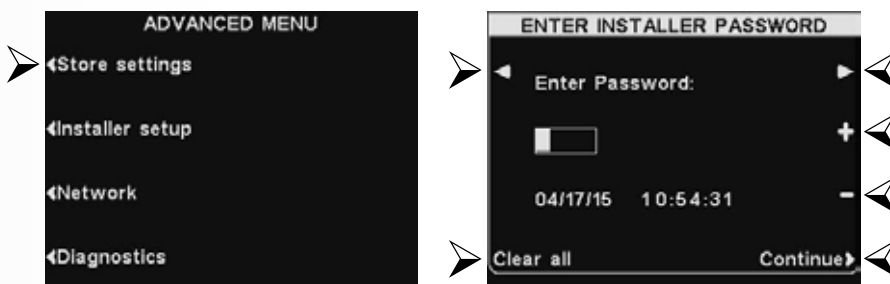 ADVANCED MENU
Store settings
Installer setup
Network
Diagnostics
ENTER INSTALLER PASSWORD
Enter Password:
04/17/15 10:54:31
Clear all Continue